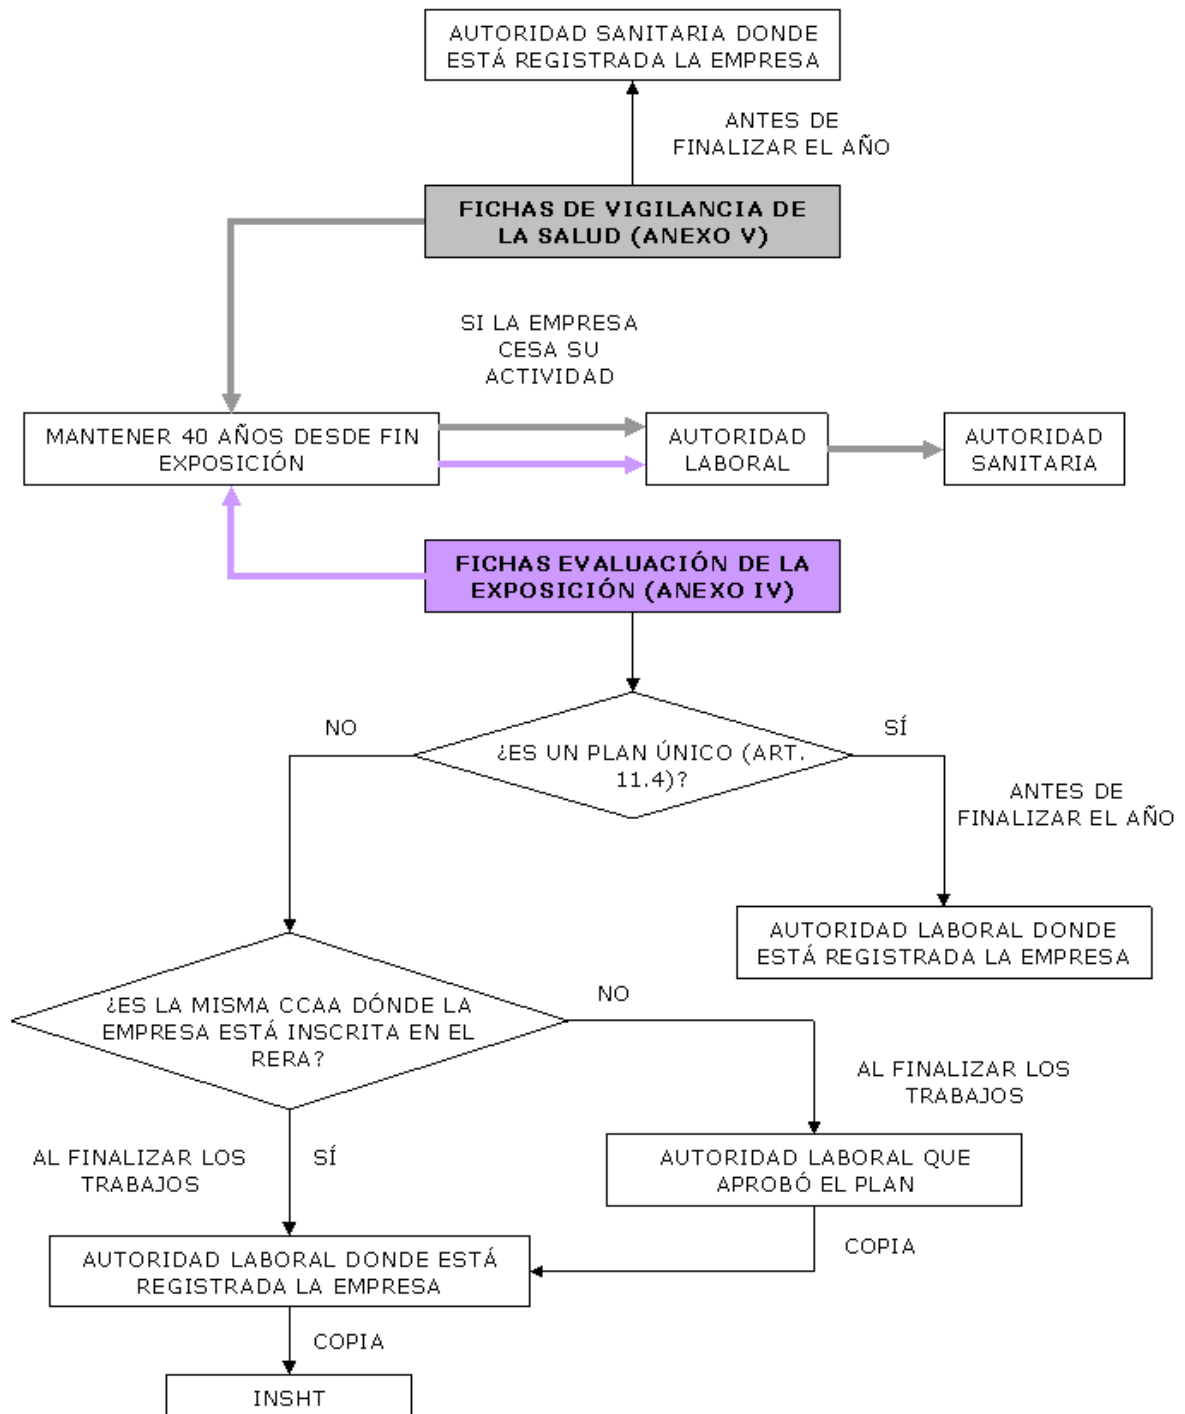 AUTORIDAD SANITARIA DONDE
ESTÁ REGISTRADA LA EMPRESA
ANTES DE
FINALIZAR EL AÑO
FICHAS DE VIGILANCIA DE
LA SALUD (ANEXO V)
SI LA EMPRESA
CESA SU
ACTIVIDAD
MANTENER 40 AÑOS DESDE FIN
EXPOSICIÓN
AUTORIDAD
LABORAL
AUTORIDAD
SANITARIA
FICHAS EVALUACIÓN DE LA
EXPOSICIÓN (ANEXO IV)
NO
¿ES UN PLAN ÚNICO (ART.
11.4)?
SÍ
ANTES DE
FINALIZAR EL AÑO
AUTORIDAD LABORAL DONDE
ESTÁ REGISTRADA LA EMPRESA
¿ES LA MISMA CCAA DÓNDE LA
EMPRESA ESTÁ INSCRITA EN EL
RERA?
NO
AL FINALIZAR LOS
TRABAJOS
AL FINALIZAR LOS
TRABAJOS
SÍ
AUTORIDAD LABORAL QUE
APROBÓ EL PLAN
COPIA
AUTORIDAD LABORAL DONDE ESTÁ
REGISTRADA LA EMPRESA
COPIA
INSHT